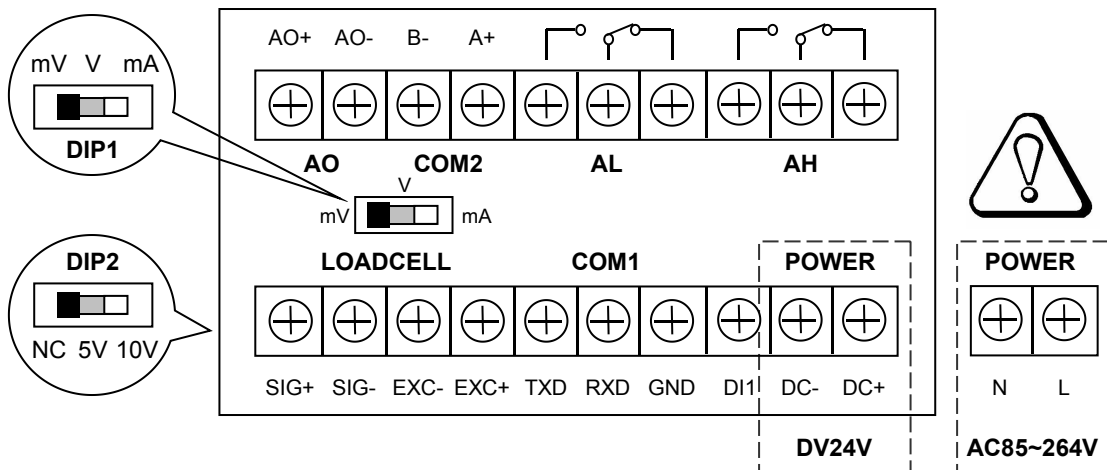 mV V mA
DIP1
AO+ AO- B- A+
AO COM2 AL AH
V
mV mA
DIP2
NC 5V 10V
LOADCELL COM1 POWER
SIG+ SIG- EXC- EXC+ TXD RXD GND DI1 DC- DC+
DV24V
POWER
N L
AC85~264V